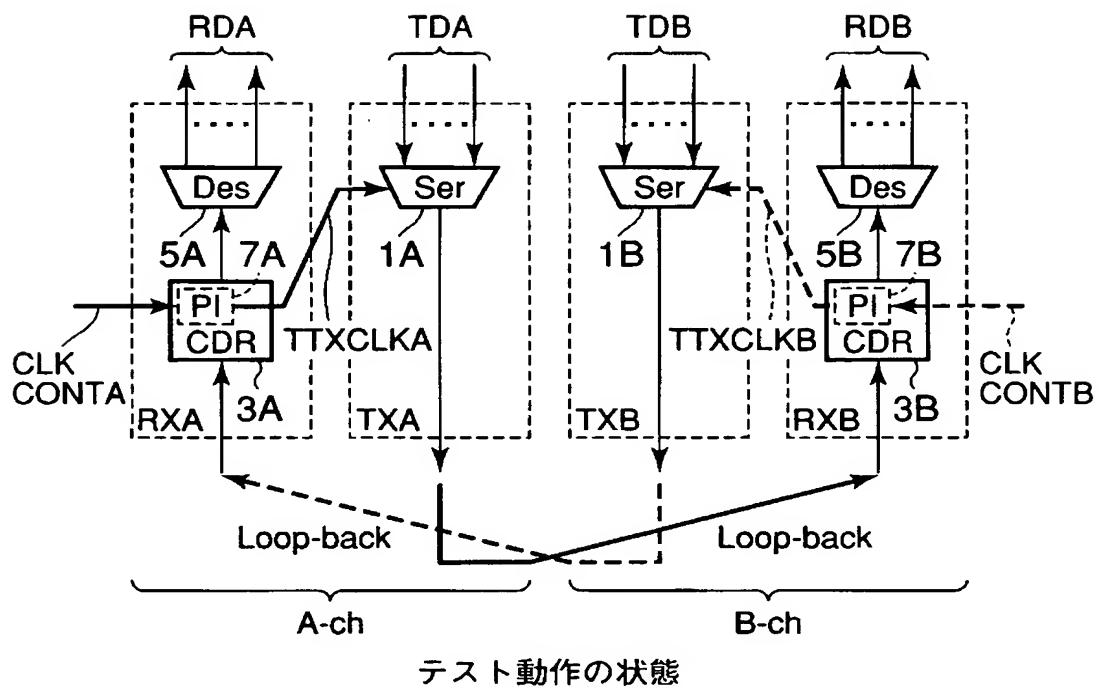 RDA TDA TDB RDB
Des Ser Ser Des
5A 7A 1A 1B 5B 7B
PI PI
CDR TTXCLKA TTXCLKB CDR
CLK CONTA
CLK CONTB
3A 3B
RXA TXA TXB RXB
Loop-back Loop-back
A-ch B-ch
テスト動作の状態